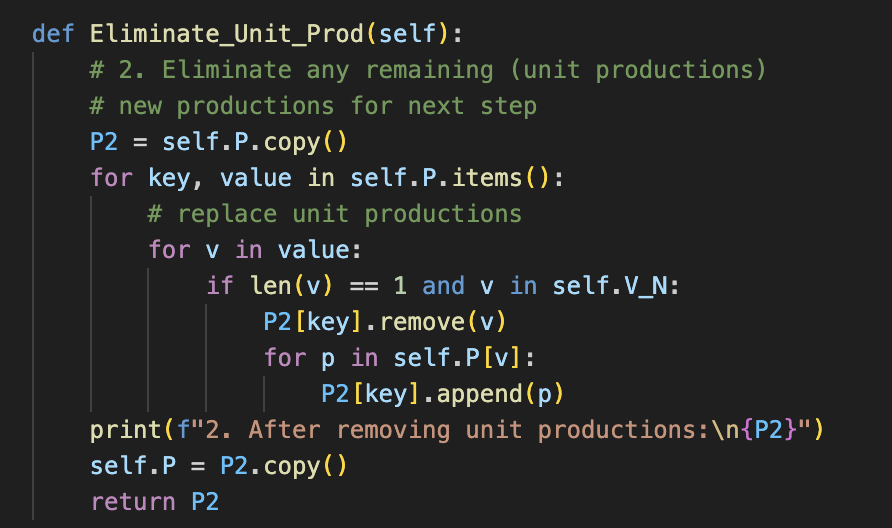 def Eliminate_Unit_Prod(self):
    # 2. Eliminate any remaining (unit productions)
    # new productions for next step
    P2 = self.P.copy()
    for key, value in self.P.items():
        # replace unit productions
        for v in value:
            if len(v) == 1 and v in self.V_N:
                P2[key].remove(v)
                for p in self.P[v]:
                    P2[key].append(p)
    print(f"2. After removing unit productions:\n{P2}")
    self.P = P2.copy()
    return P2